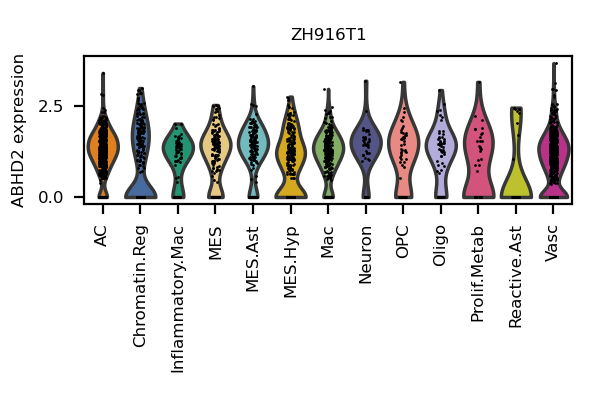 ZH916T1
ABHD2 expression
2.5
0.0
AC
Chromatin.Reg
Inflammatory.Mac
MES
MES.Ast
MES.Hyp
Mac
Neuron
OPC
Oligo
Prolif.Metab
Reactive.Ast
Vasc